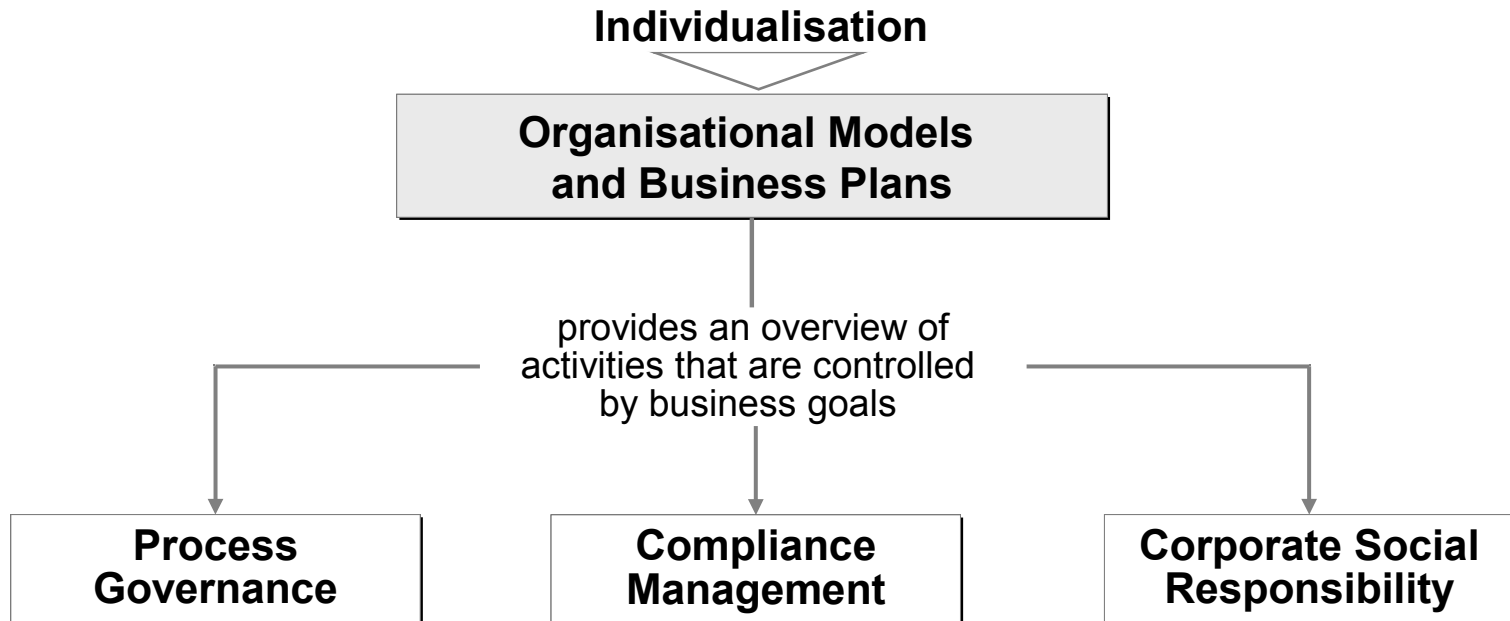 Individualisation
Organisational Models
and Business Plans
provides an overview of
activities that are controlled
by business goals
Process
Governance
Compliance
Management
Corporate Social
Responsibility